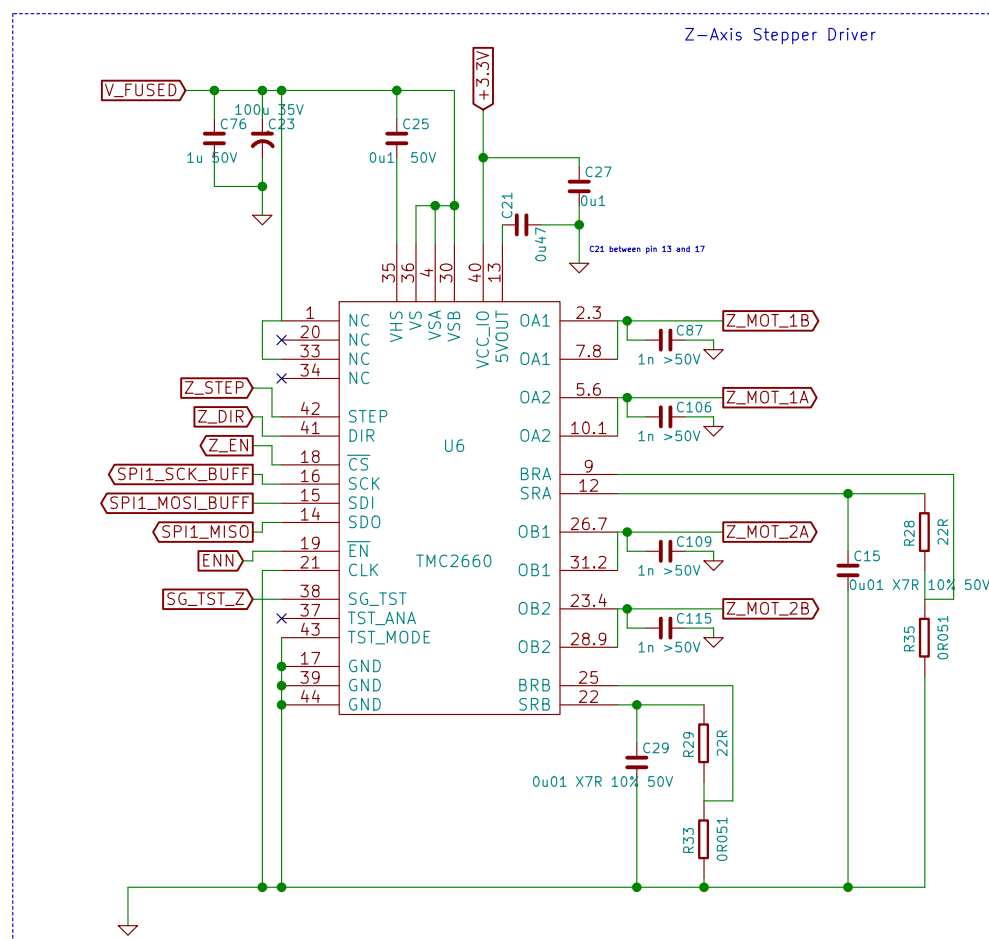 Z-Axis Stepper Driver
V_FUSED
+3.3V
100u 35V
C76
C23
1u 50V
C25
0u1 50V
C27
0u1
C21
0u47
C21 between pin 13 and 17
35
36
4
30
40
13
VHS
VS
VSA
VSB
VCC_IO
5VOUT
1
NC
20
NC
33
NC
34
NC
Z_STEP
42
STEP
Z_DIR
41
DIR
Z_EN
18
CS
SPI1_SCK_BUFF
16
SCK
SPI1_MOSI_BUFF
15
SDI
SPI1_MISO
14
SDO
ENN
19
EN
21
CLK
SG_TST_Z
38
SG_TST
37
TST_ANA
43
TST_MODE
17
GND
39
GND
44
GND
U6
TMC2660
OA1
2.3
Z_MOT_1B
C87
1n >50V
OA1
7.8
OA2
5.6
Z_MOT_1A
C106
1n >50V
OA2
10.1
BRA
9
SRA
12
OB1
26.7
Z_MOT_2A
C109
1n >50V
OB1
31.2
OB2
23.4
Z_MOT_2B
C115
1n >50V
OB2
28.9
BRB
25
SRB
22
R28
22R
C15
0u01 X7R 10% 50V
R35
0R051
R29
22R
C29
0u01 X7R 10% 50V
R33
0R051